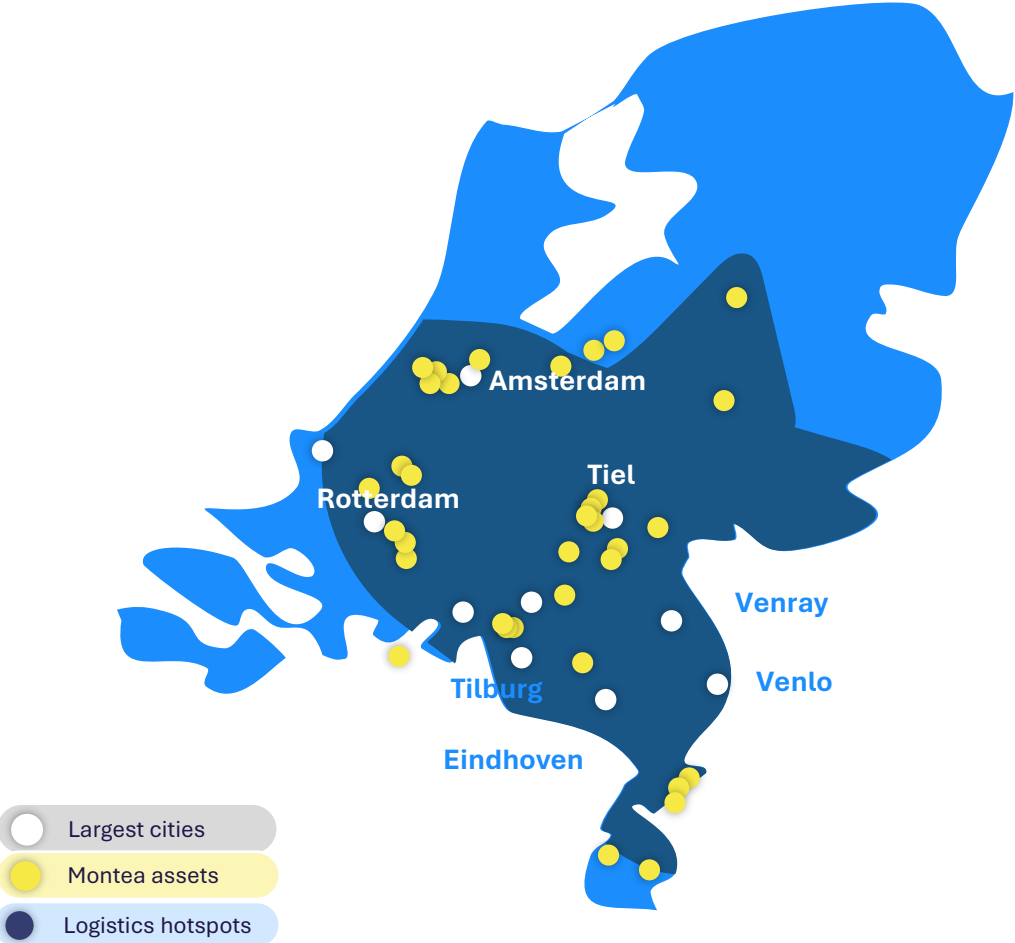 Amsterdam
Tiel
Rotterdam
Venray
Venlo
Tilburg
Eindhoven
Largest cities
Montea assets
Logistics hotspots